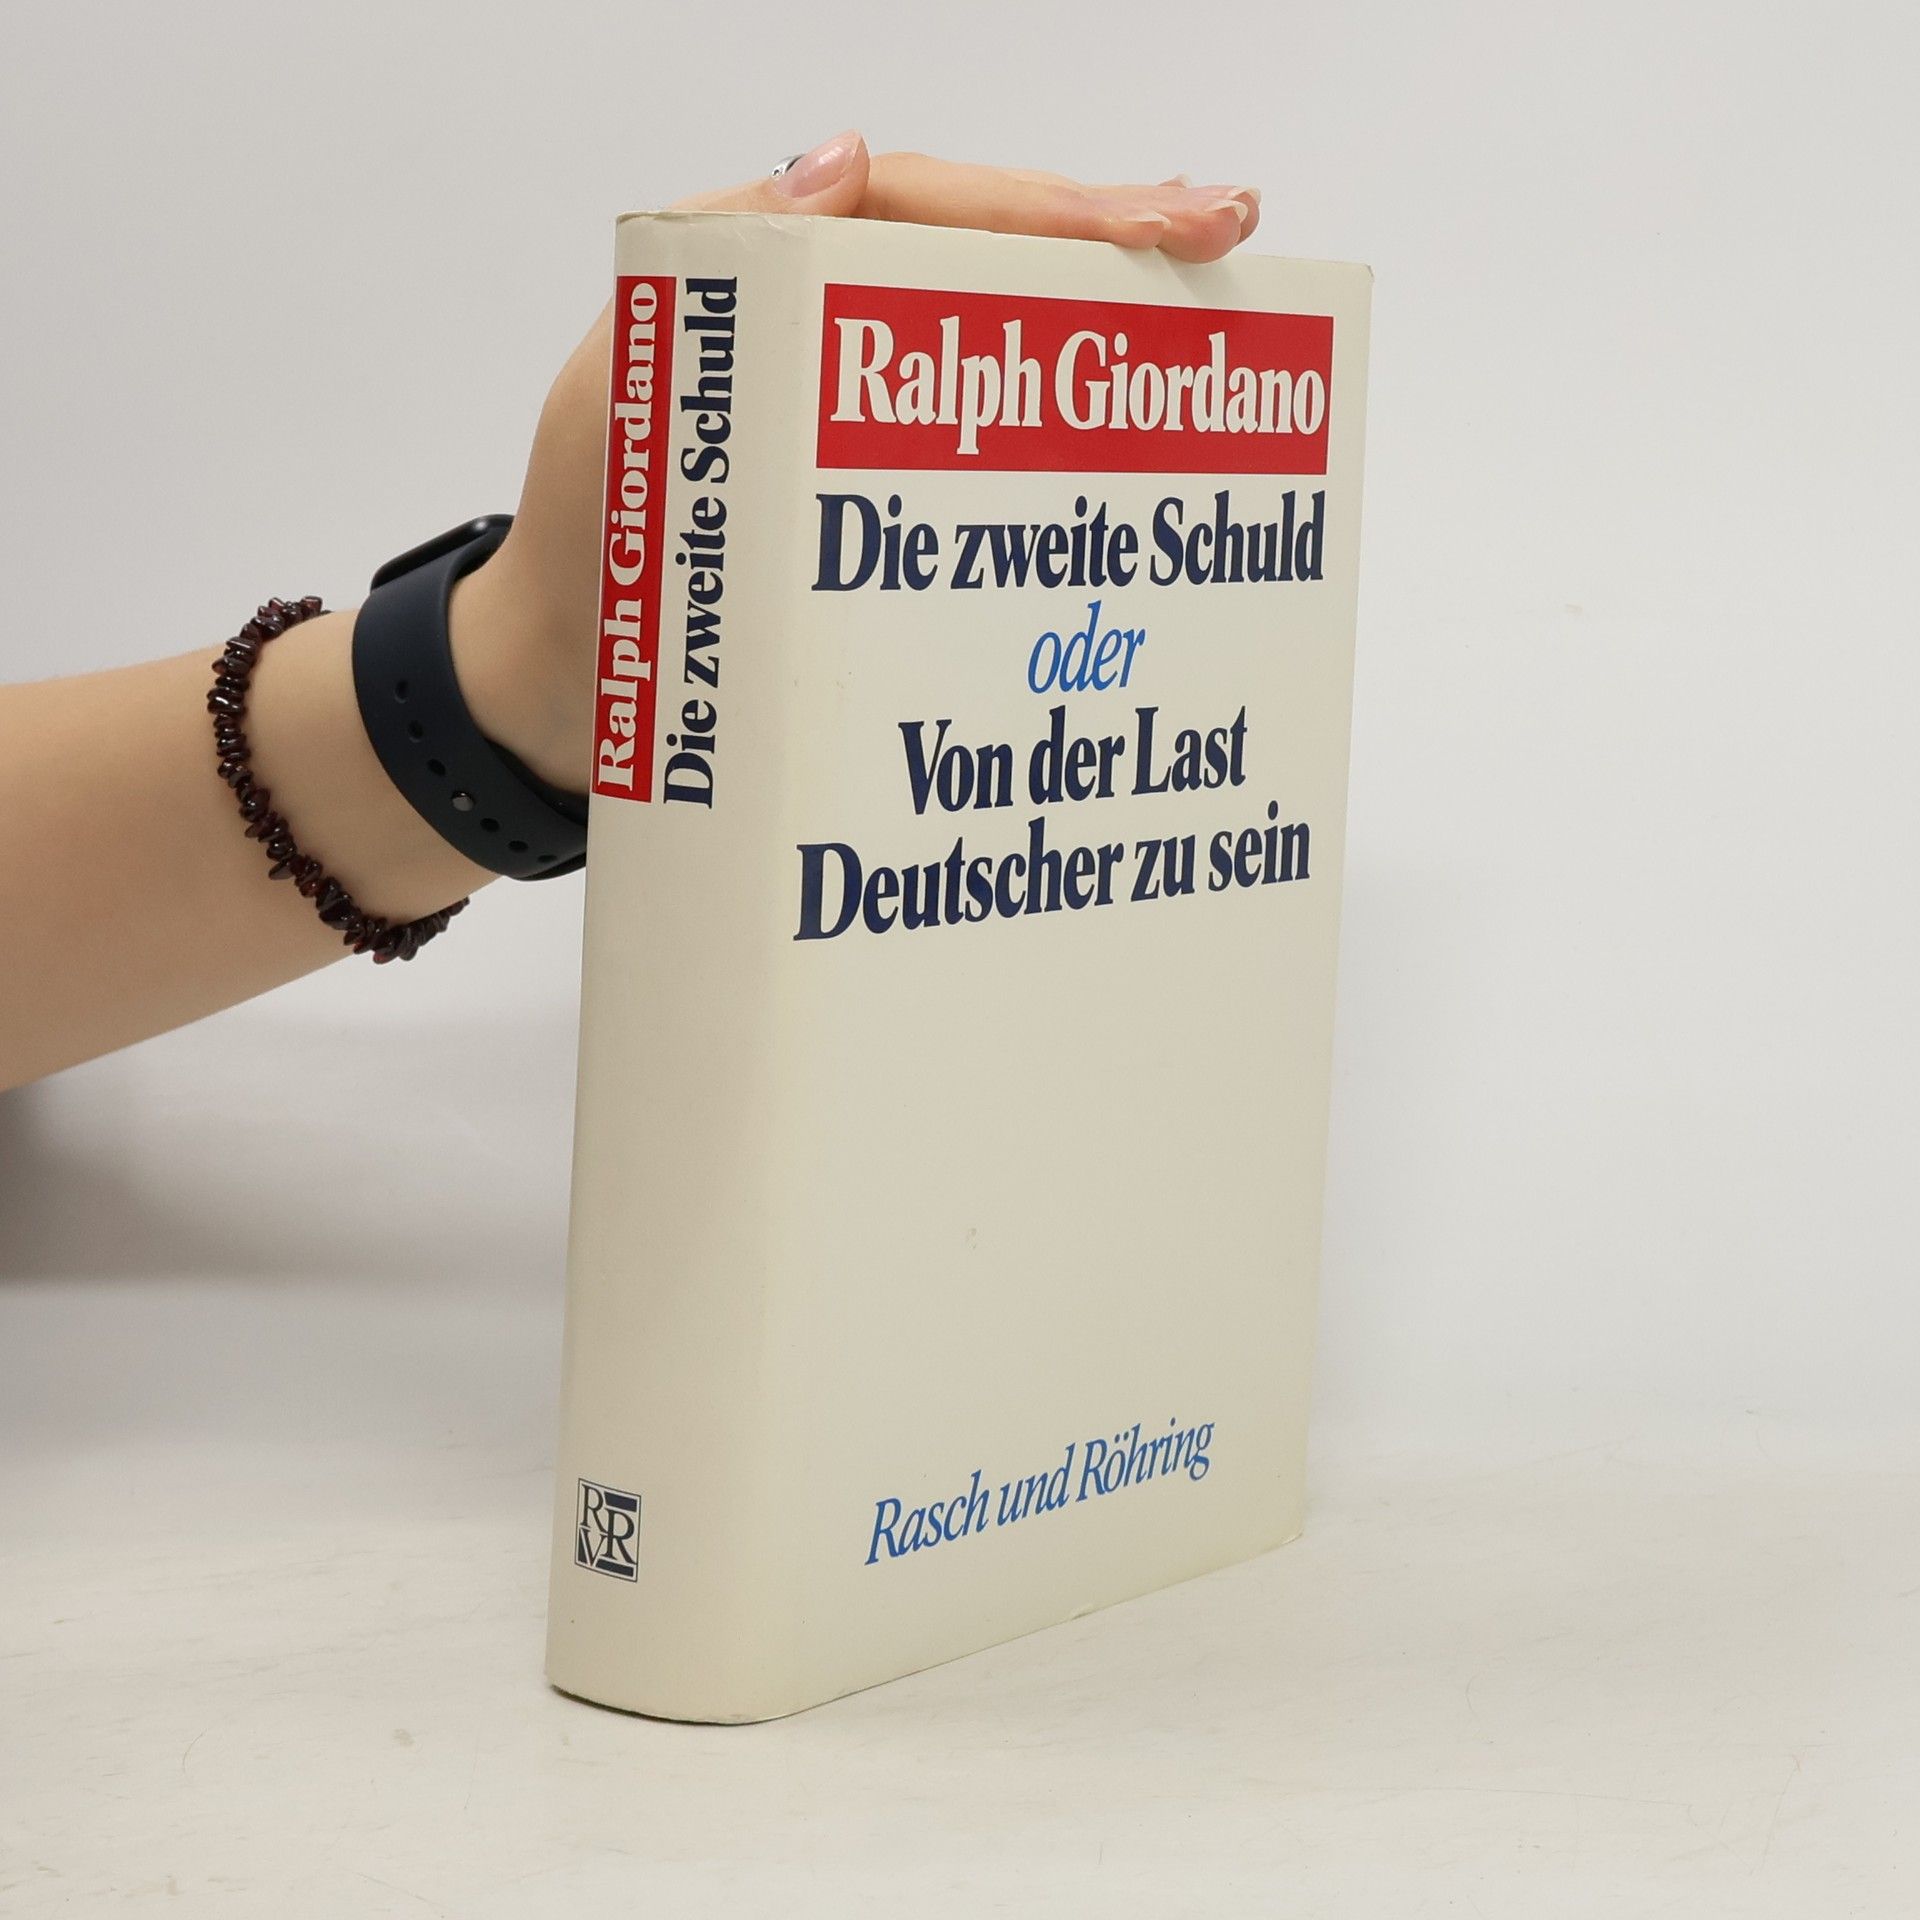 Ralph Giordano
Die zweite Schuld
Ralph Giordano
Die zweite Schuld
oder
Von der Last
Deutscher zu sein
Rasch und Röhring
RRV